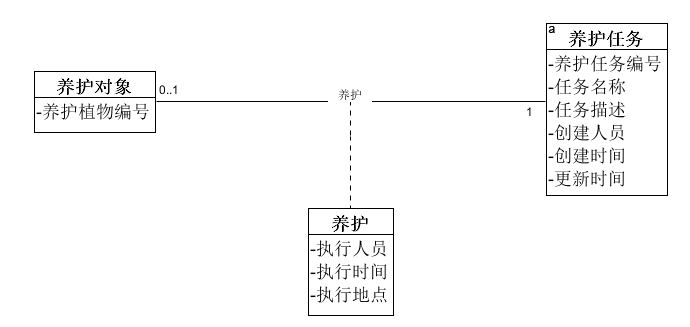 a
养护任务
-养护任务编号
-任务名称
-任务描述
-创建人员
-创建时间
-更新时间
养护对象
-养护植物编号
0..1
养护
1
养护
-执行人员
-执行时间
-执行地点